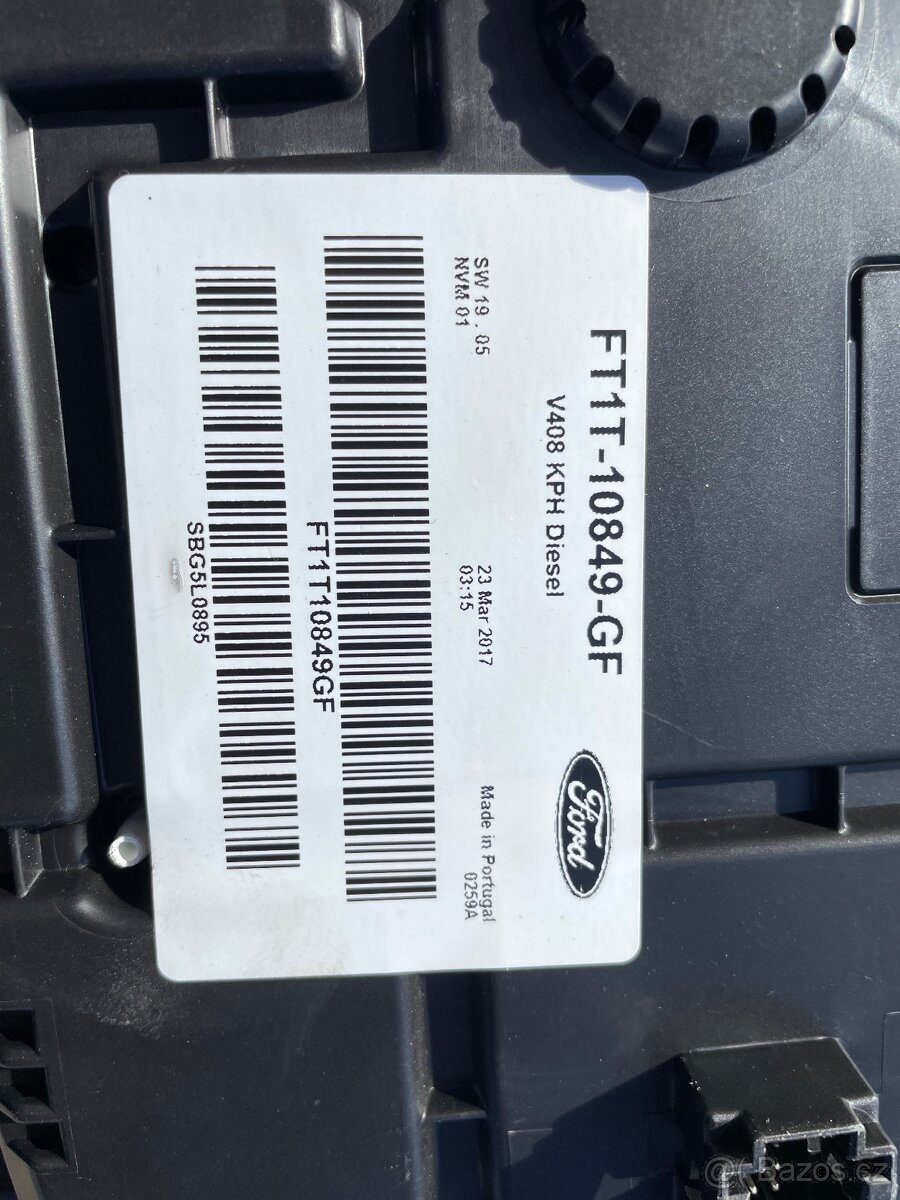 FT1T-10849-GF
Ford
V408 KPH Diesel
SW 19 . 05
NVM 01
23 Mar 2017
03:15
Made in Portugal
0259A
FT1T10849GF
SBG5L0895
@ Bazos.cz